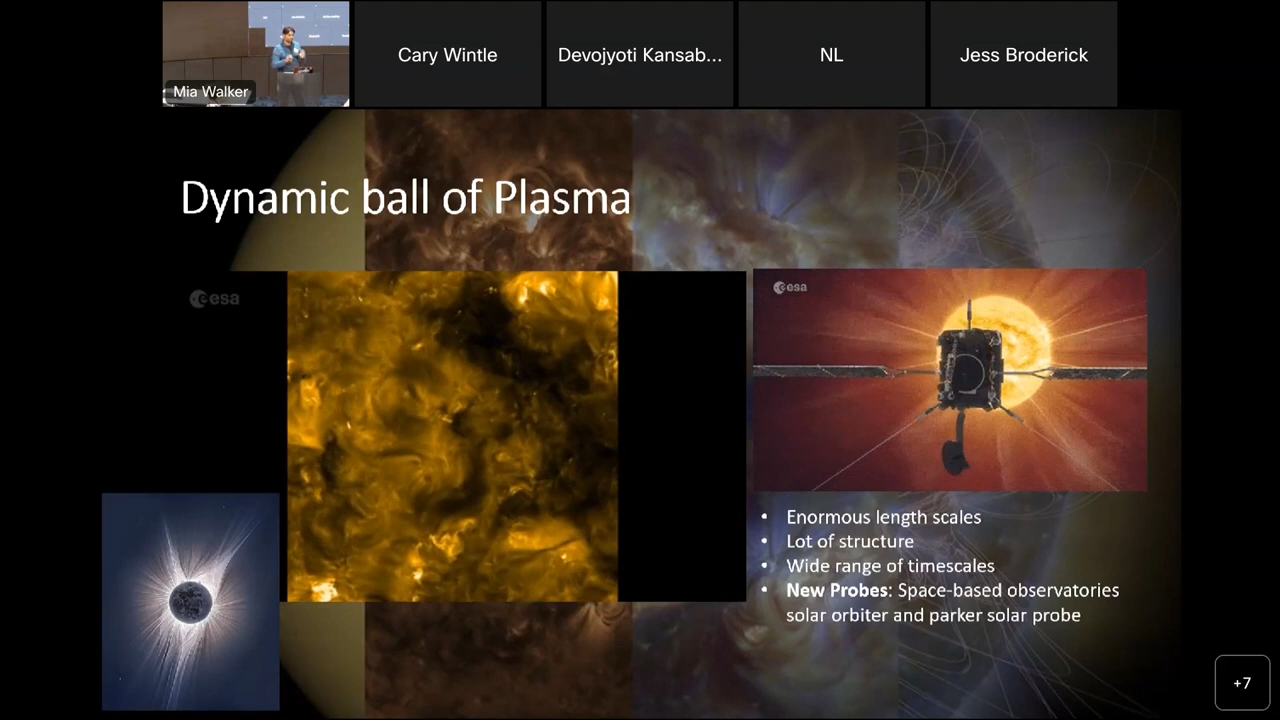 Mia Walker
Cary Wintle
Devojyoti Kansab...
NL
Jess Broderick
Dynamic ball of Plasma
esa
esa
• Enormous length scales
• Lot of structure
• Wide range of timescales
• New Probes: Space-based observatories
solar orbiter and parker solar probe
+7